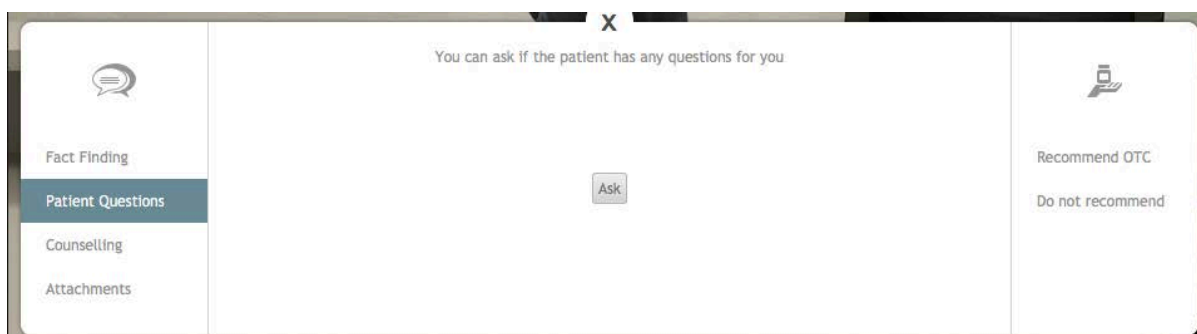 X
You can ask if the patient has any questions for you
Fact Finding
Patient Questions
Counselling
Attachments
Ask
Recommend OTC
Do not recommend